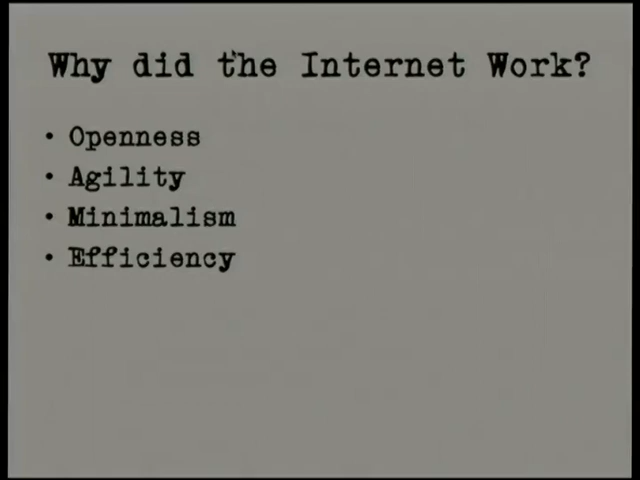 Why did the Internet Work?
• Openness
• Agility
• Minimalism
• Efficiency